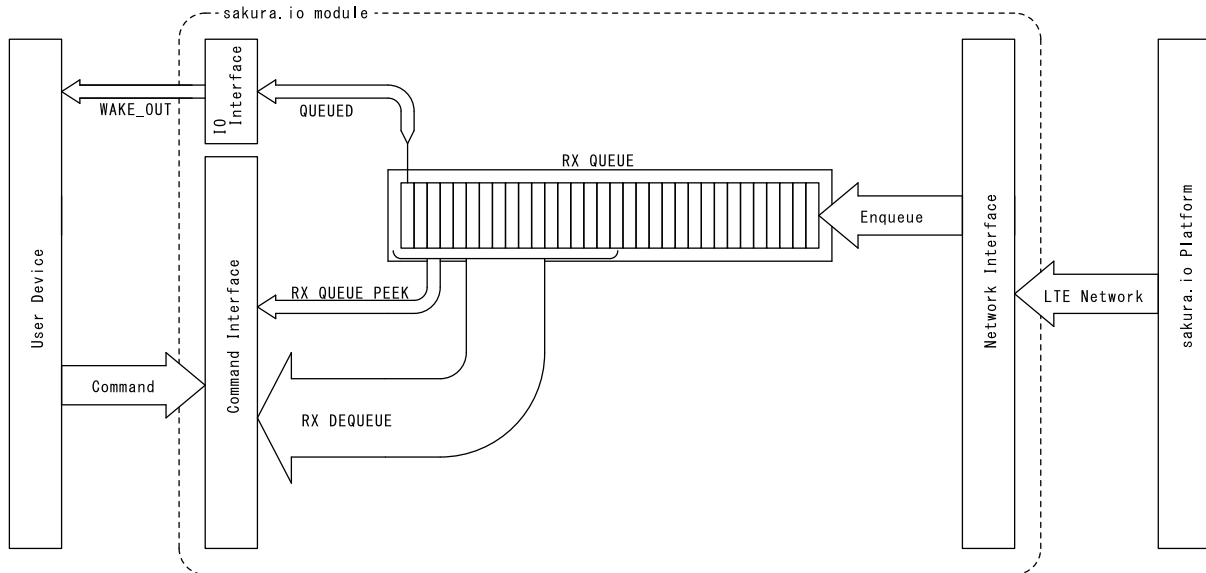 sakura.io module
IO Interface
WAKE_OUT
QUEUED
RX QUEUE
Enqueue
User Device
RX QUEUE PEEK
Command Interface
Network Interface
LTE Network
sakura.io Platform
Command
RX DEQUEUE